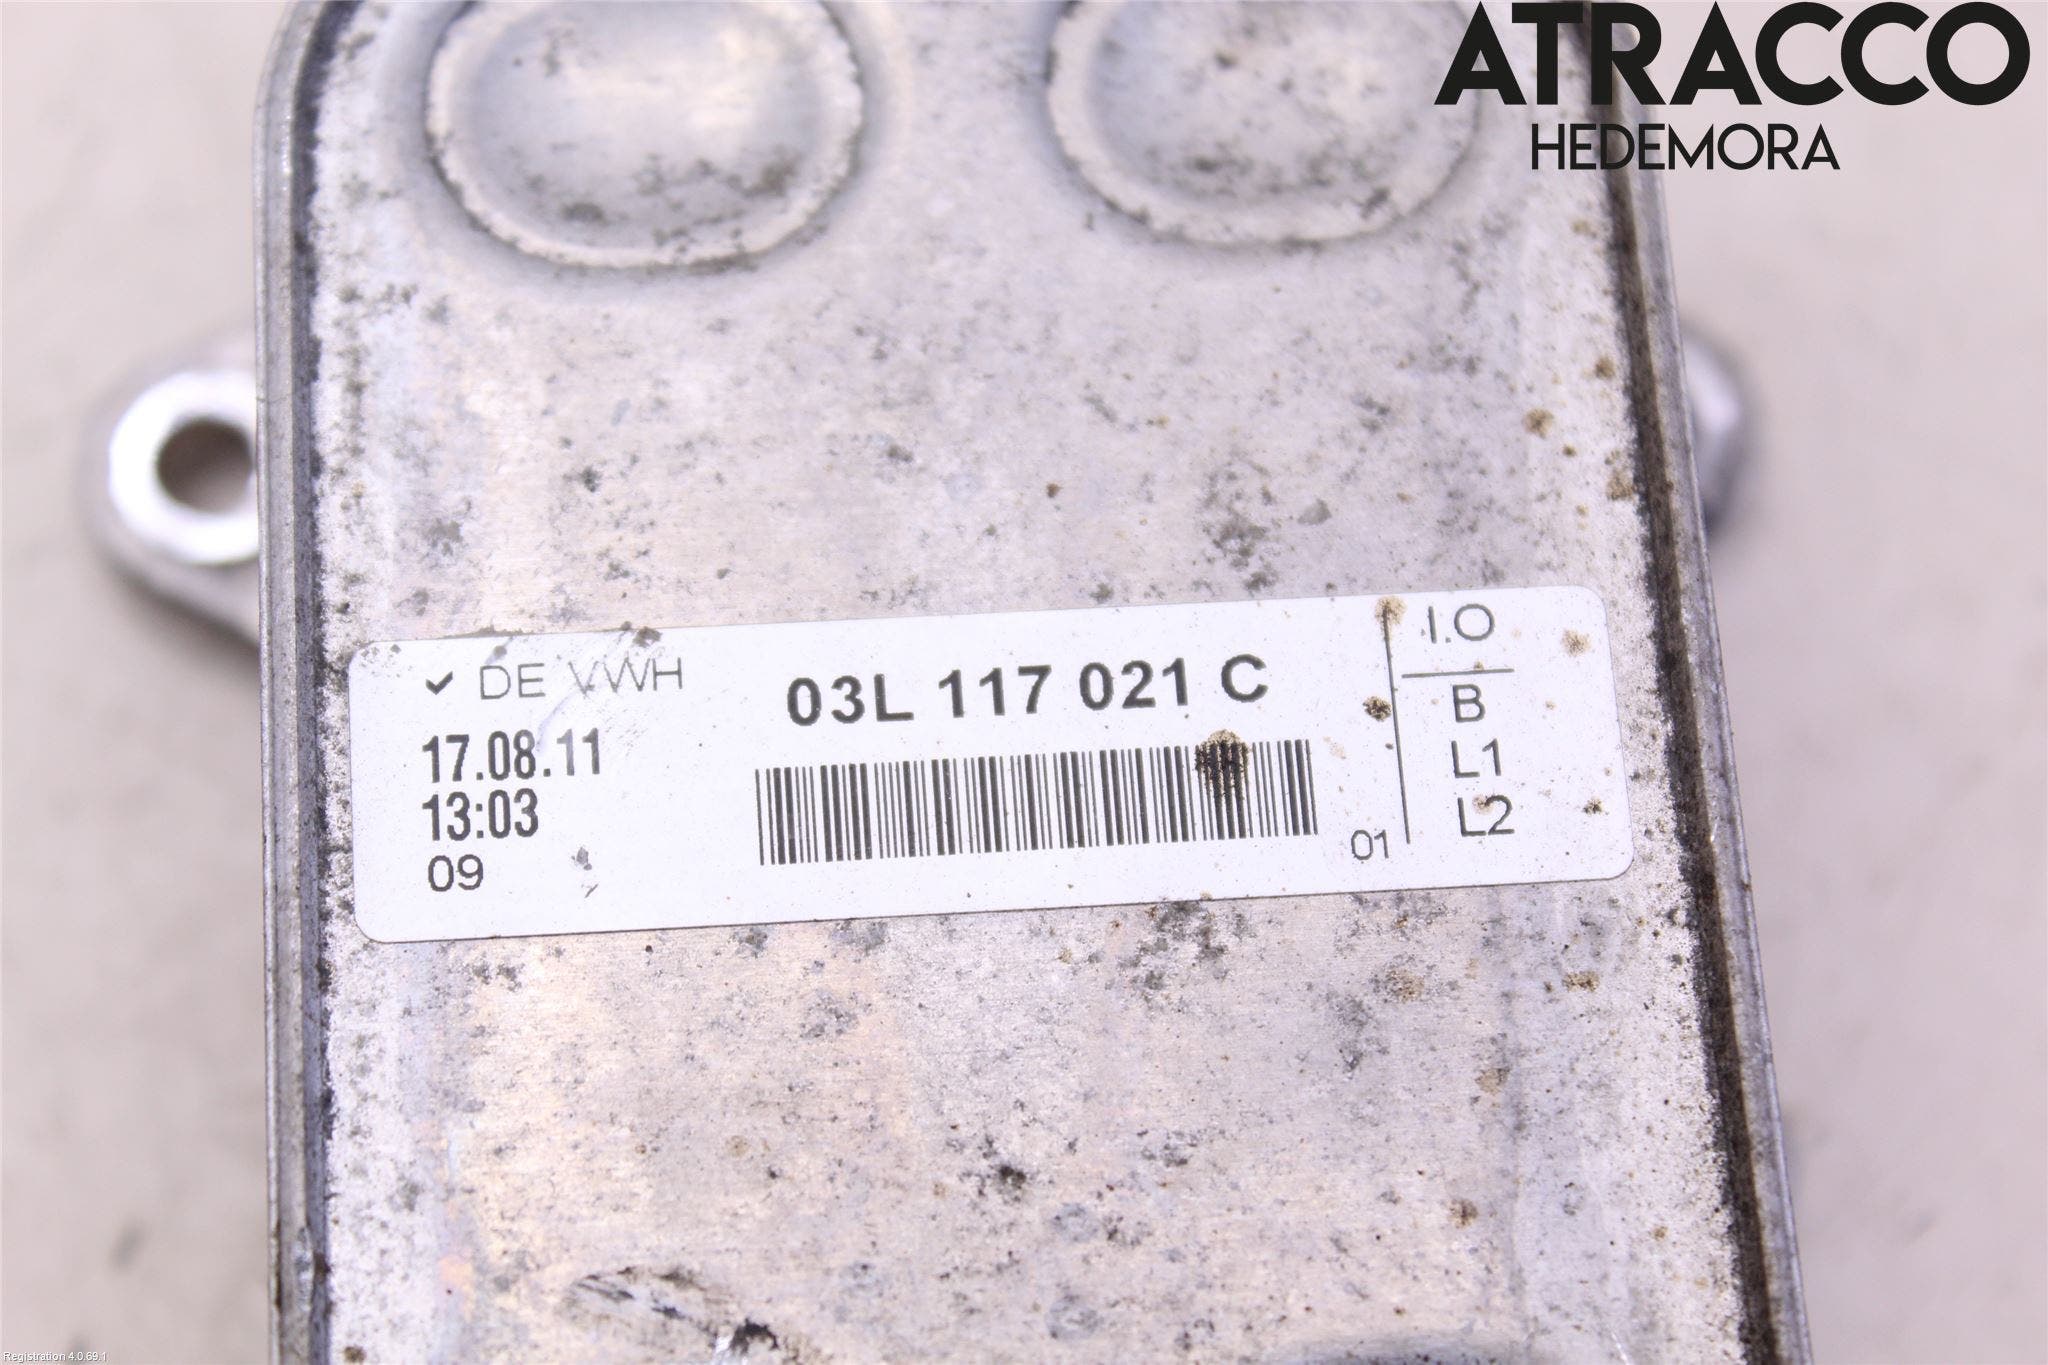 ATRACCO
HEDEMORA
DE VWH
03L 117 021 C
17.08.11
13:03
09
01
I.O
B
L1
L2
Registration 4.0.69.1